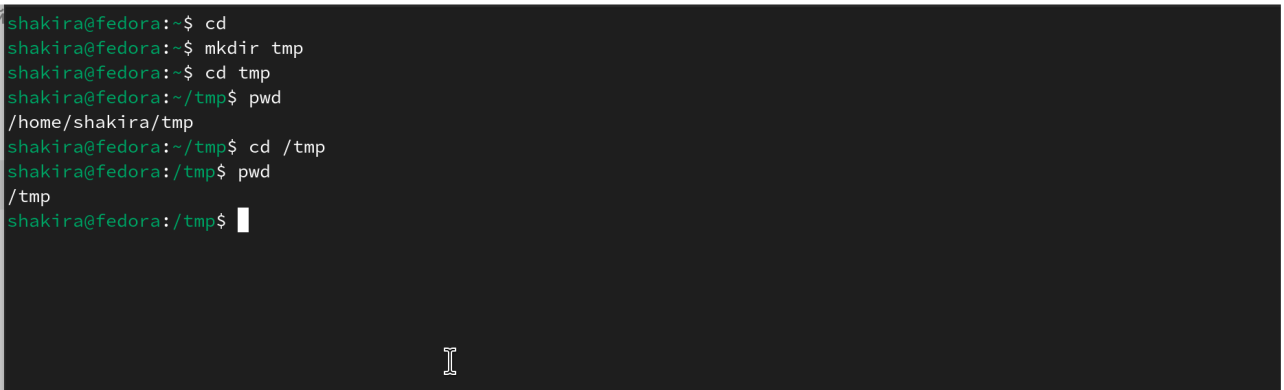 shakira@fedora:~$ cd
shakira@fedora:~$ mkdir tmp
shakira@fedora:~$ cd tmp
shakira@fedora:~/tmp$ pwd
/home/shakira/tmp
shakira@fedora:~/tmp$ cd /tmp
shakira@fedora:/tmp$ pwd
/tmp
shakira@fedora:/tmp$